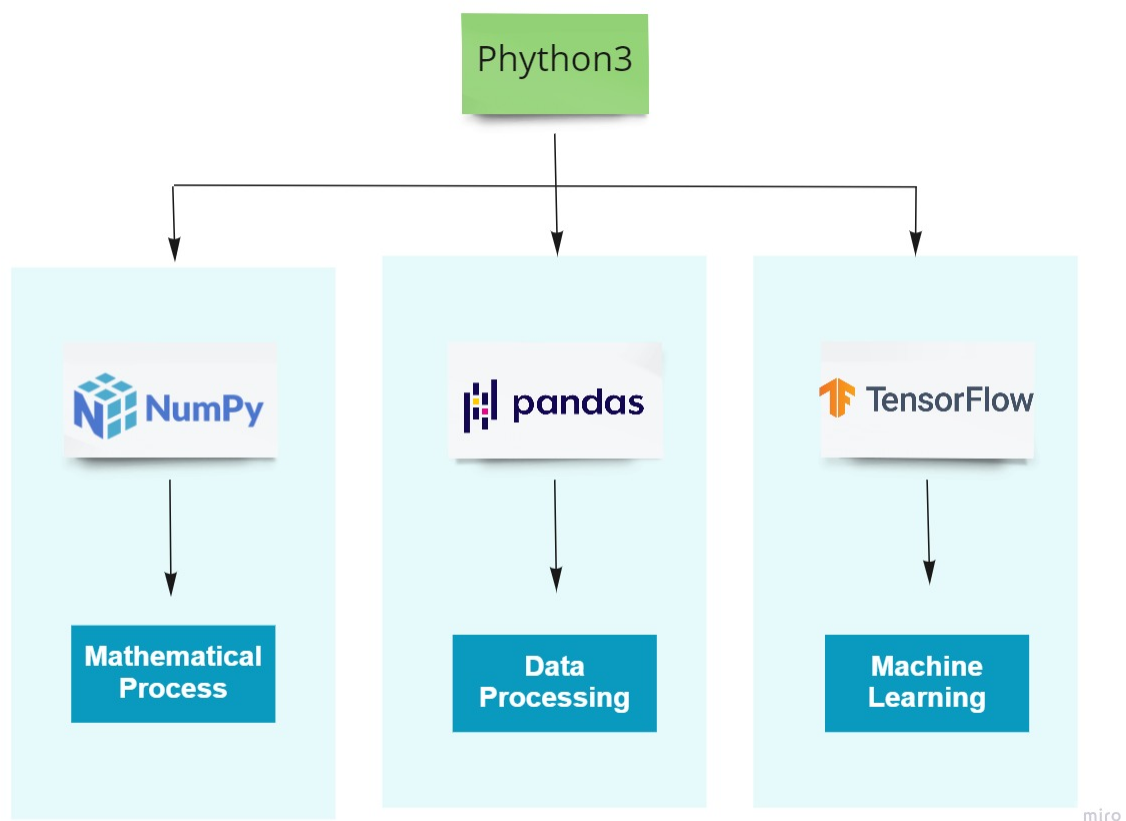 Phython3
NumPy
pandas
TensorFlow
Mathematical
Process
Data
Processing
Machine
Learning
miro